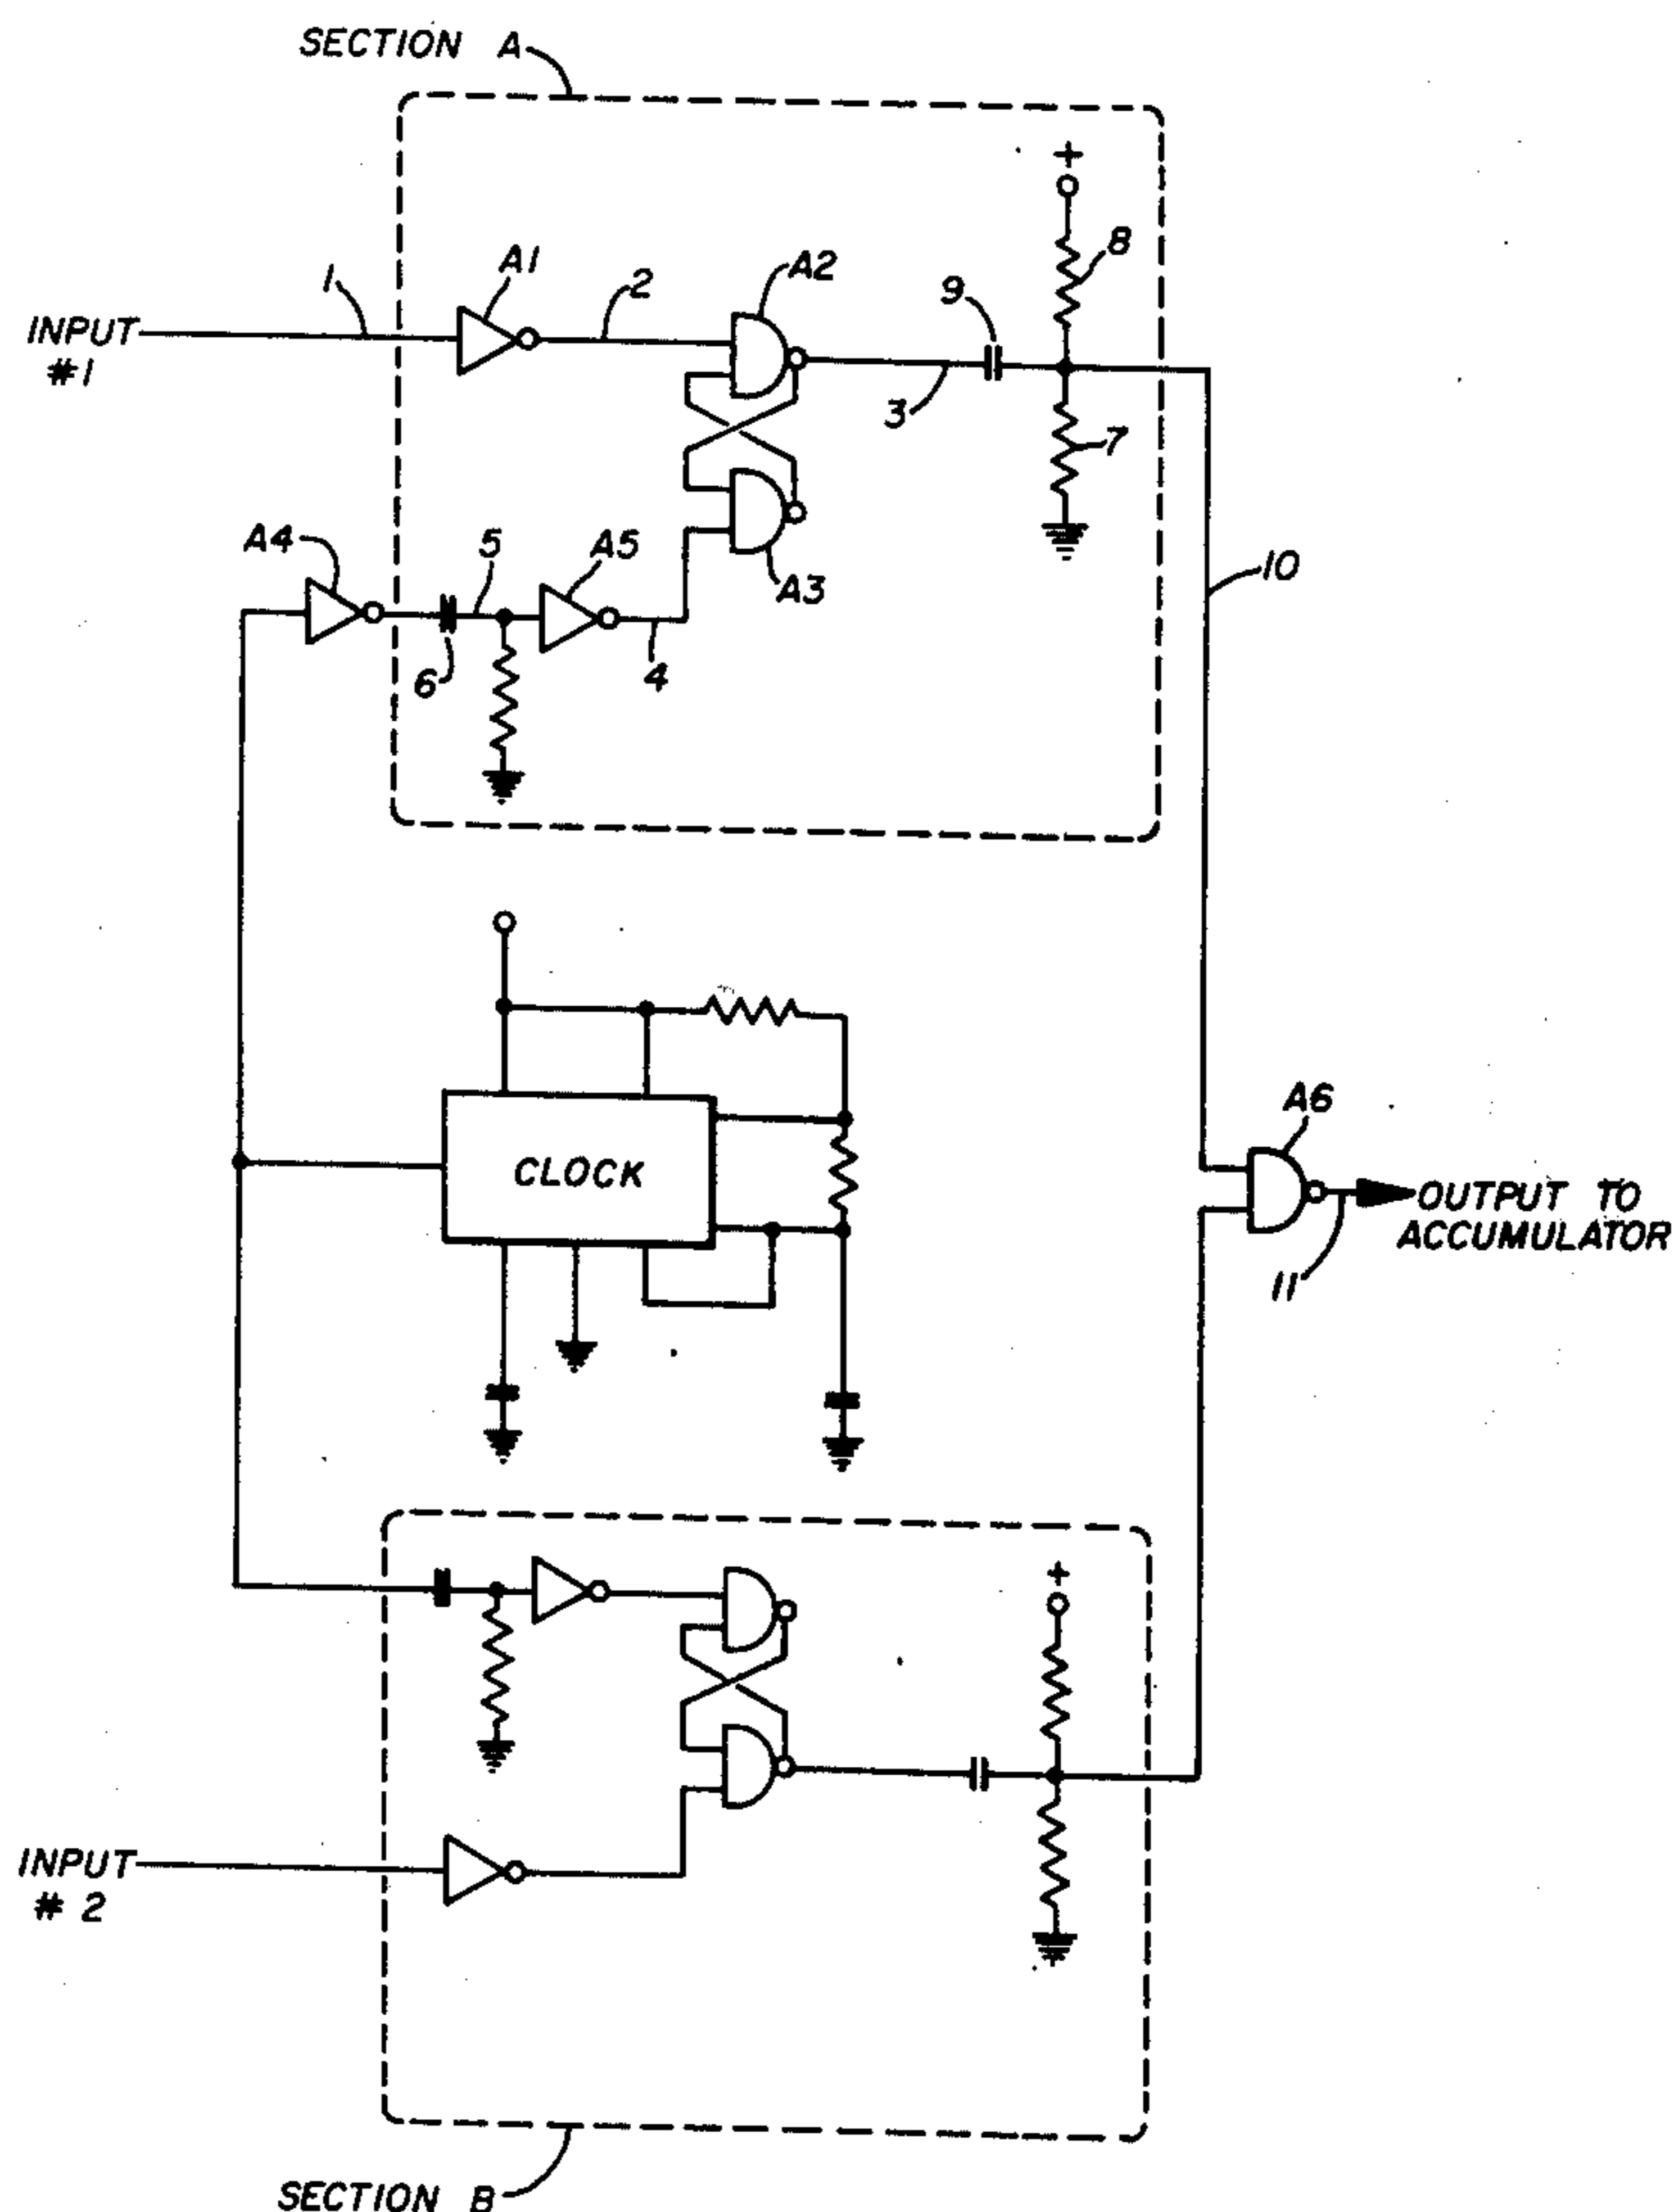 SECTION A
+
8
A1
2
A2
9
1
INPUT
#1
3
7
A4
5
A5
A3
10
6
4
A6
CLOCK
OUTPUT TO
ACCUMULATOR
11
+
INPUT
# 2
SECTION B